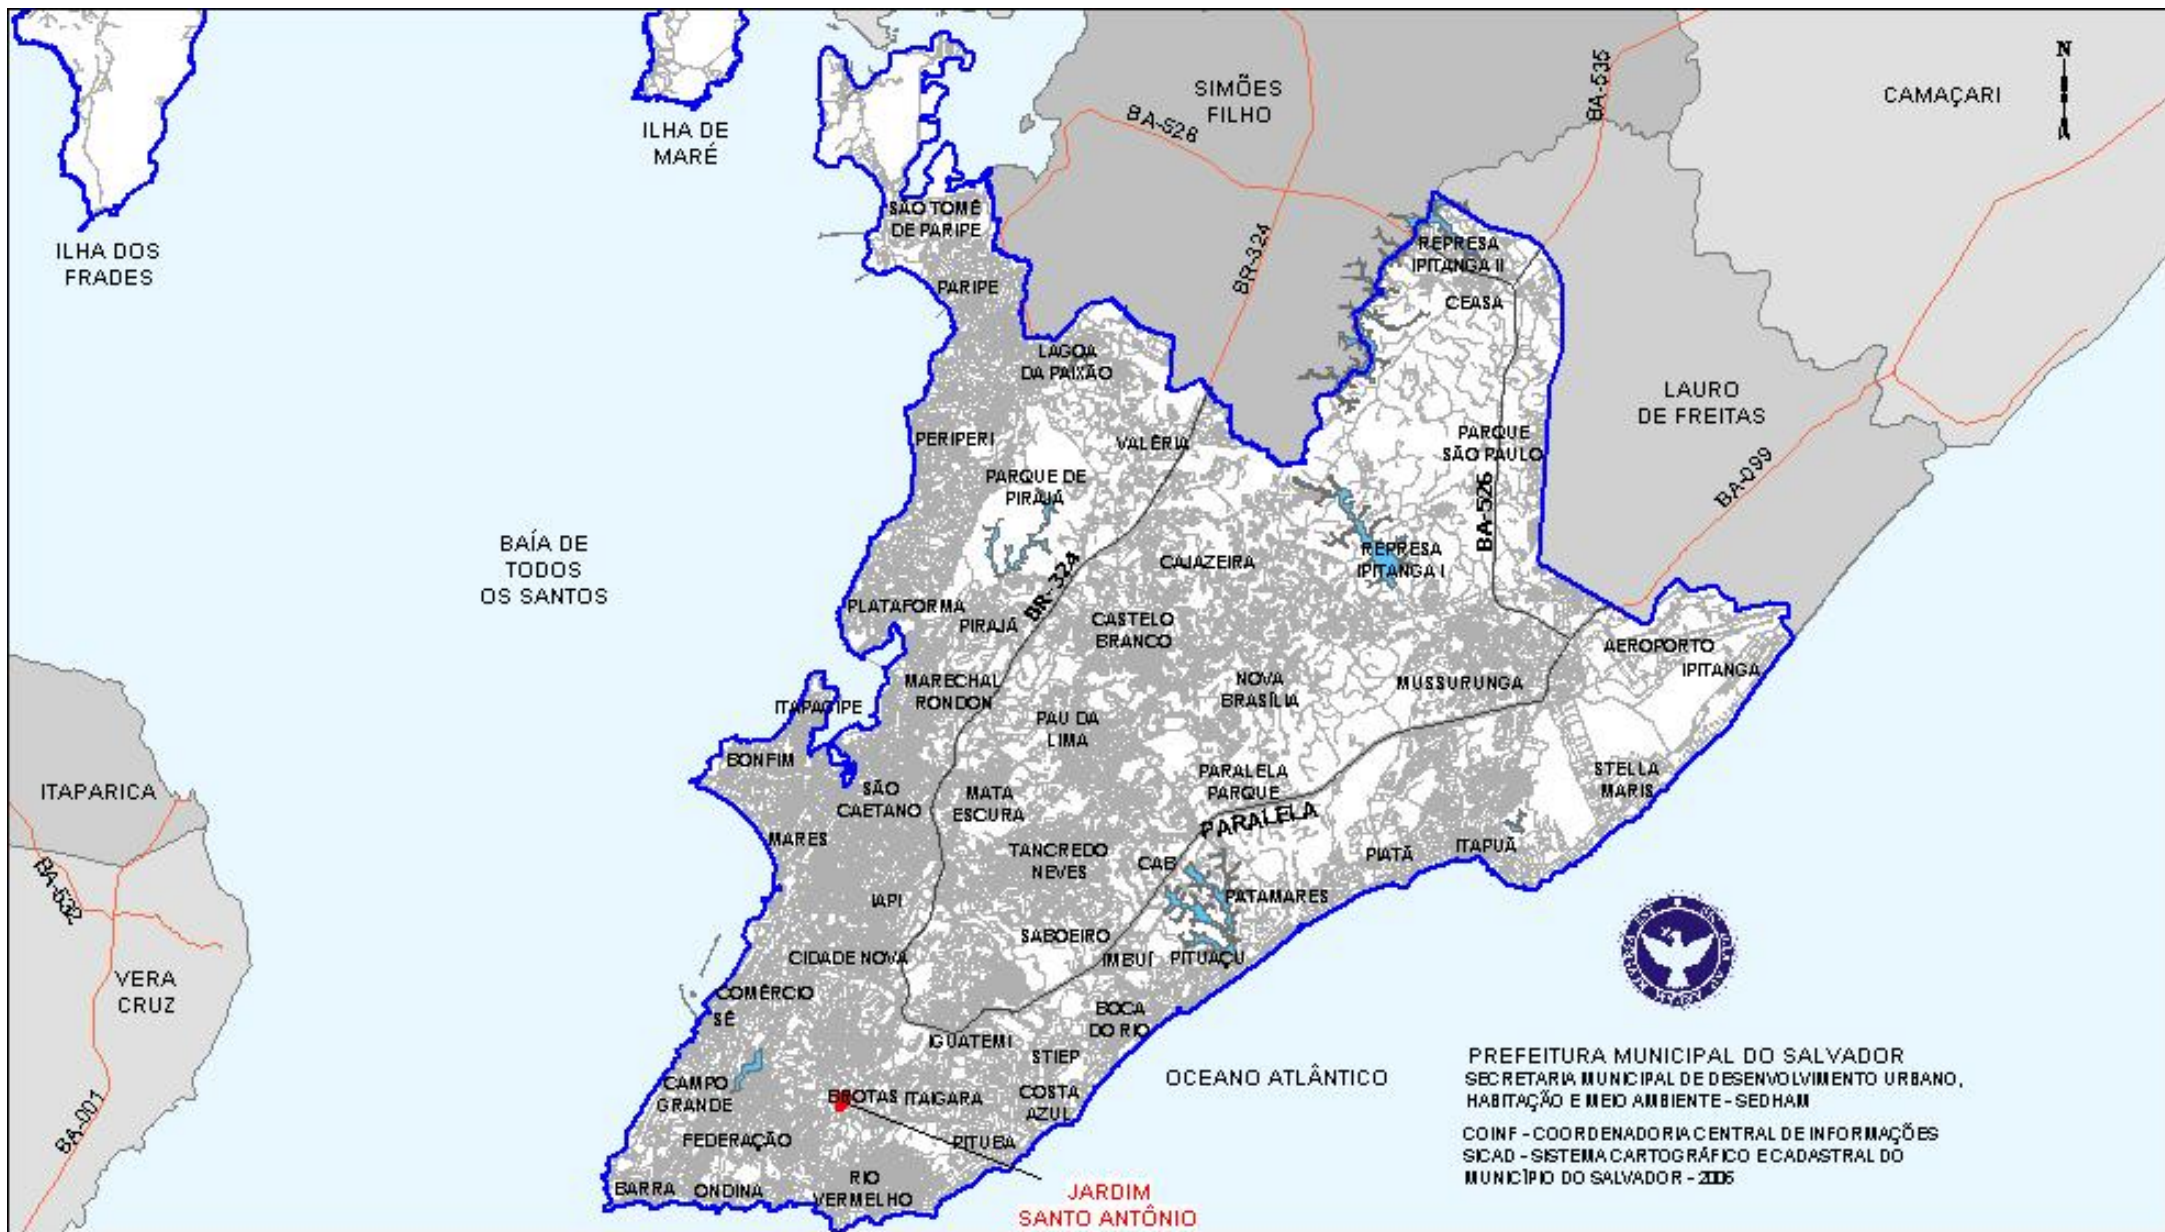 SIMÕES
FILHO
CAMAÇARI
N
BA-535
BA-526
ILHA DE
MARÉ
ILHA DOS
FRADES
SÃO TOMÉ
DE PARIPE
BR-324
REPRESA
IPITANGA II
CEASA
PARIPE
LAGOA
DA PAIXÃO
LAURO
DE FREITAS
PERIPERI
VALÉRIA
PARQUE
SÃO PAULO
PARQUE DE
PIRAJÁ
BA-099
BA-526
BAÍA DE
TODOS
OS SANTOS
CAJAZEIRA
REPRESA
IPITANGA I
BR-324
PLATAFORMA
PIRAJÁ
CASTELO
BRANCO
AEROPORTO
IPITANGA
MARECHAL
RONDON
NOVA
BRASÍLIA
MUSSURUNGA
ITAPAGIPE
PAU DA
LIMA
BONFIM
PARALELA
PARQUE
STELLA
MARIS
ITAPARICA
SÃO
CAETANO
MATA
ESCURA
PARALELA
MARES
TANCREDO
NEVES
CAB
PIATÃ
ITAPUÃ
BA-532
IAPI
PATAMARES
SABOEIRO
CIDADE NOVA
IMBUÍ
PITUAÇU
VERA
CRUZ
COMÉRCIO
SÉ
BOCA
DO RIO
IGUATEMI
STIEP
OCEANO ATLÂNTICO
CAMPO
GRANDE
BROTAS
ITAIGARA
COSTA
AZUL
BA-001
FEDERAÇÃO
PITUBA
BARRA
ONDINA
RIO
VERMELHO
JARDIM
SANTO ANTÔNIO
PREFEITURA MUNICIPAL DO SALVADOR
SECRETARIA MUNICIPAL DE DESENVOLVIMENTO URBANO,
HABITAÇÃO E MEIO AMBIENTE - SEDHAM
COINF - COORDENADORIA CENTRAL DE INFORMAÇÕES
SICAD - SISTEMA CARTOGRÁFICO E CADASTRAL DO
MUNICÍPIO DO SALVADOR - 2006